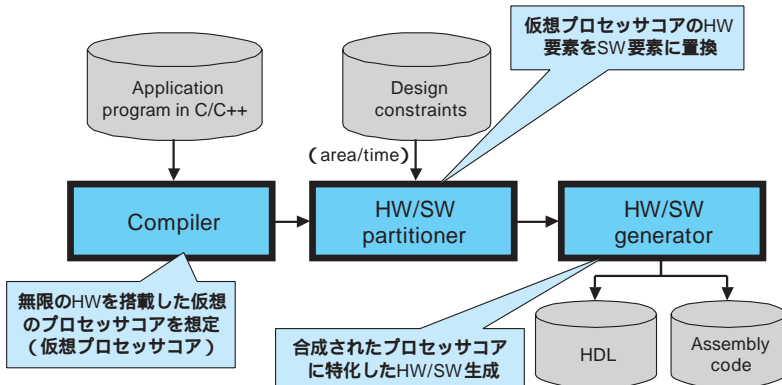 仮想プロセッサコアのHW
要素をSW要素に置換
Application
program in C/C++
Design
constraints
(area/time)
Compiler
HW/SW
partitioner
HW/SW
generator
無限のHWを搭載した仮想
のプロセッサコアを想定
(仮想プロセッサコア)
合成されたプロセッサコア
に特化したHW/SW生成
HDL
Assembly
code